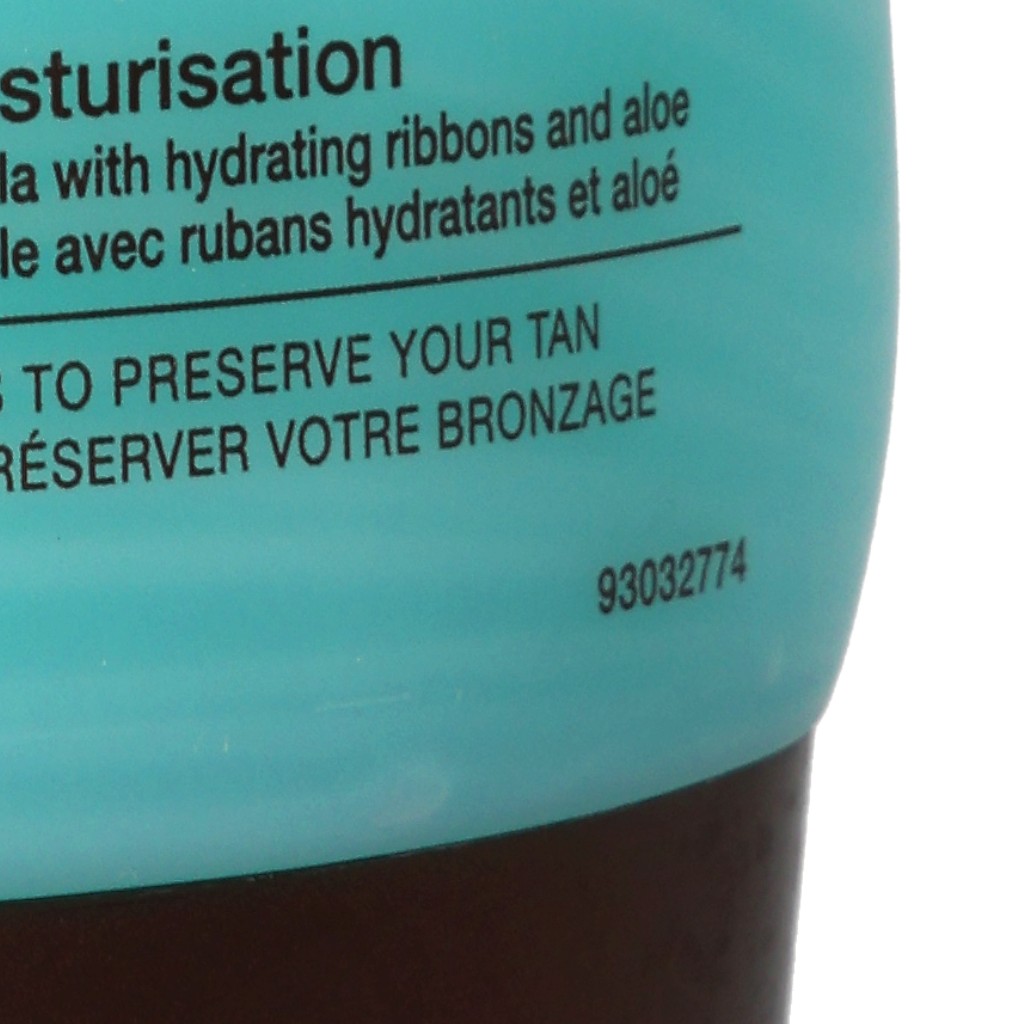 sturisation
la with hydrating ribbons and aloe
le avec rubans hydratants et aloé
TO PRESERVE YOUR TAN
RÉSERVER VOTRE BRONZAGE
93032774